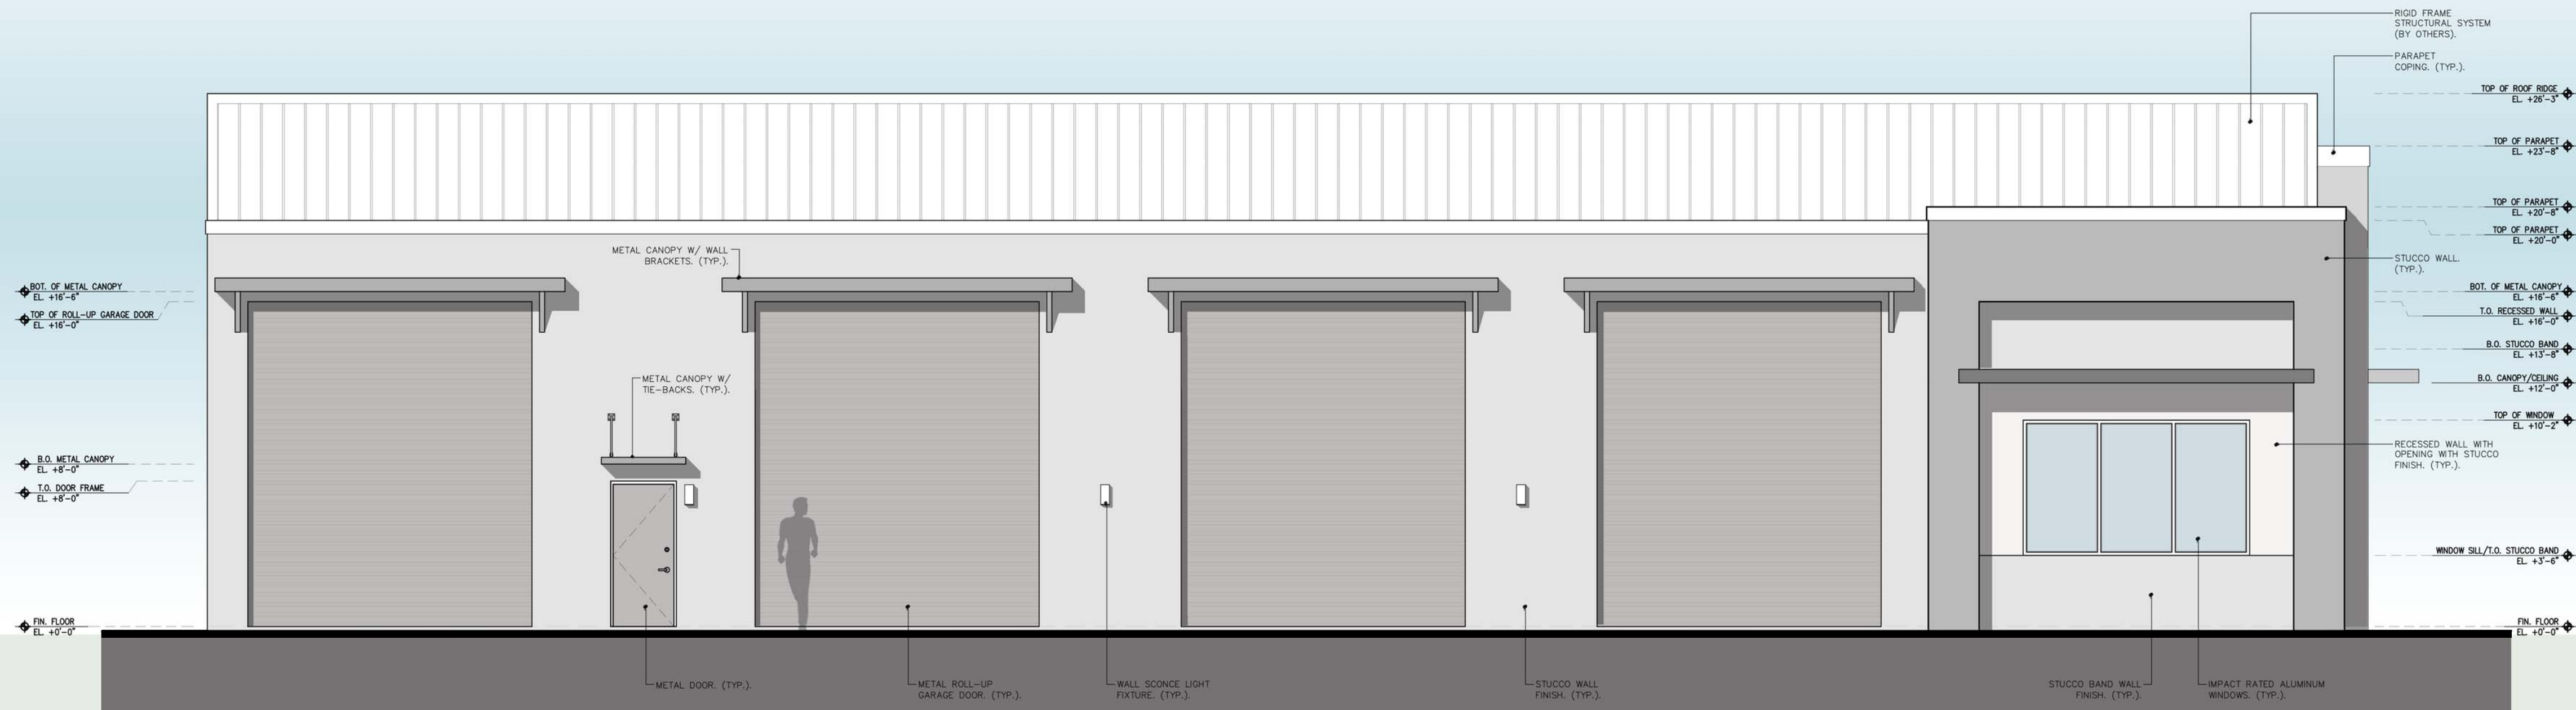 RIGID FRAME
STRUCTURAL SYSTEM
(BY OTHERS).
PARAPET
COPING. (TYP.).
TOP OF ROOF RIDGE
EL. +26'-3"
TOP OF PARAPET
EL. +23'-8"
TOP OF PARAPET
EL. +20'-8"
TOP OF PARAPET
EL. +20'-0"
STUCCO WALL.
(TYP.).
METAL CANOPY W/ WALL
BRACKETS. (TYP.).
BOT. OF METAL CANOPY
EL. +16'-6"
TOP OF ROLL-UP GARAGE DOOR
EL. +16'-0"
BOT. OF METAL CANOPY
EL. +16'-6"
T.O. RECESSED WALL
EL. +16'-0"
B.O. STUCCO BAND
EL. +13'-8"
METAL CANOPY W/
TIE-BACKS. (TYP.).
B.O. CANOPY/CEILING
EL. +12'-0"
TOP OF WINDOW
EL. +10'-2"
RECESSED WALL WITH
OPENING WITH STUCCO
FINISH. (TYP.).
B.O. METAL CANOPY
EL. +8'-0"
T.O. DOOR FRAME
EL. +8'-0"
WINDOW SILL/T.O. STUCCO BAND
EL. +3'-6"
FIN. FLOOR
EL. +0'-0"
FIN. FLOOR
EL. +0'-0"
METAL DOOR. (TYP.).
METAL ROLL-UP
GARAGE DOOR. (TYP.).
WALL SCONCE LIGHT
FIXTURE. (TYP.).
STUCCO WALL
FINISH. (TYP.).
STUCCO BAND WALL
FINISH. (TYP.).
IMPACT RATED ALUMINUM
WINDOWS. (TYP.).